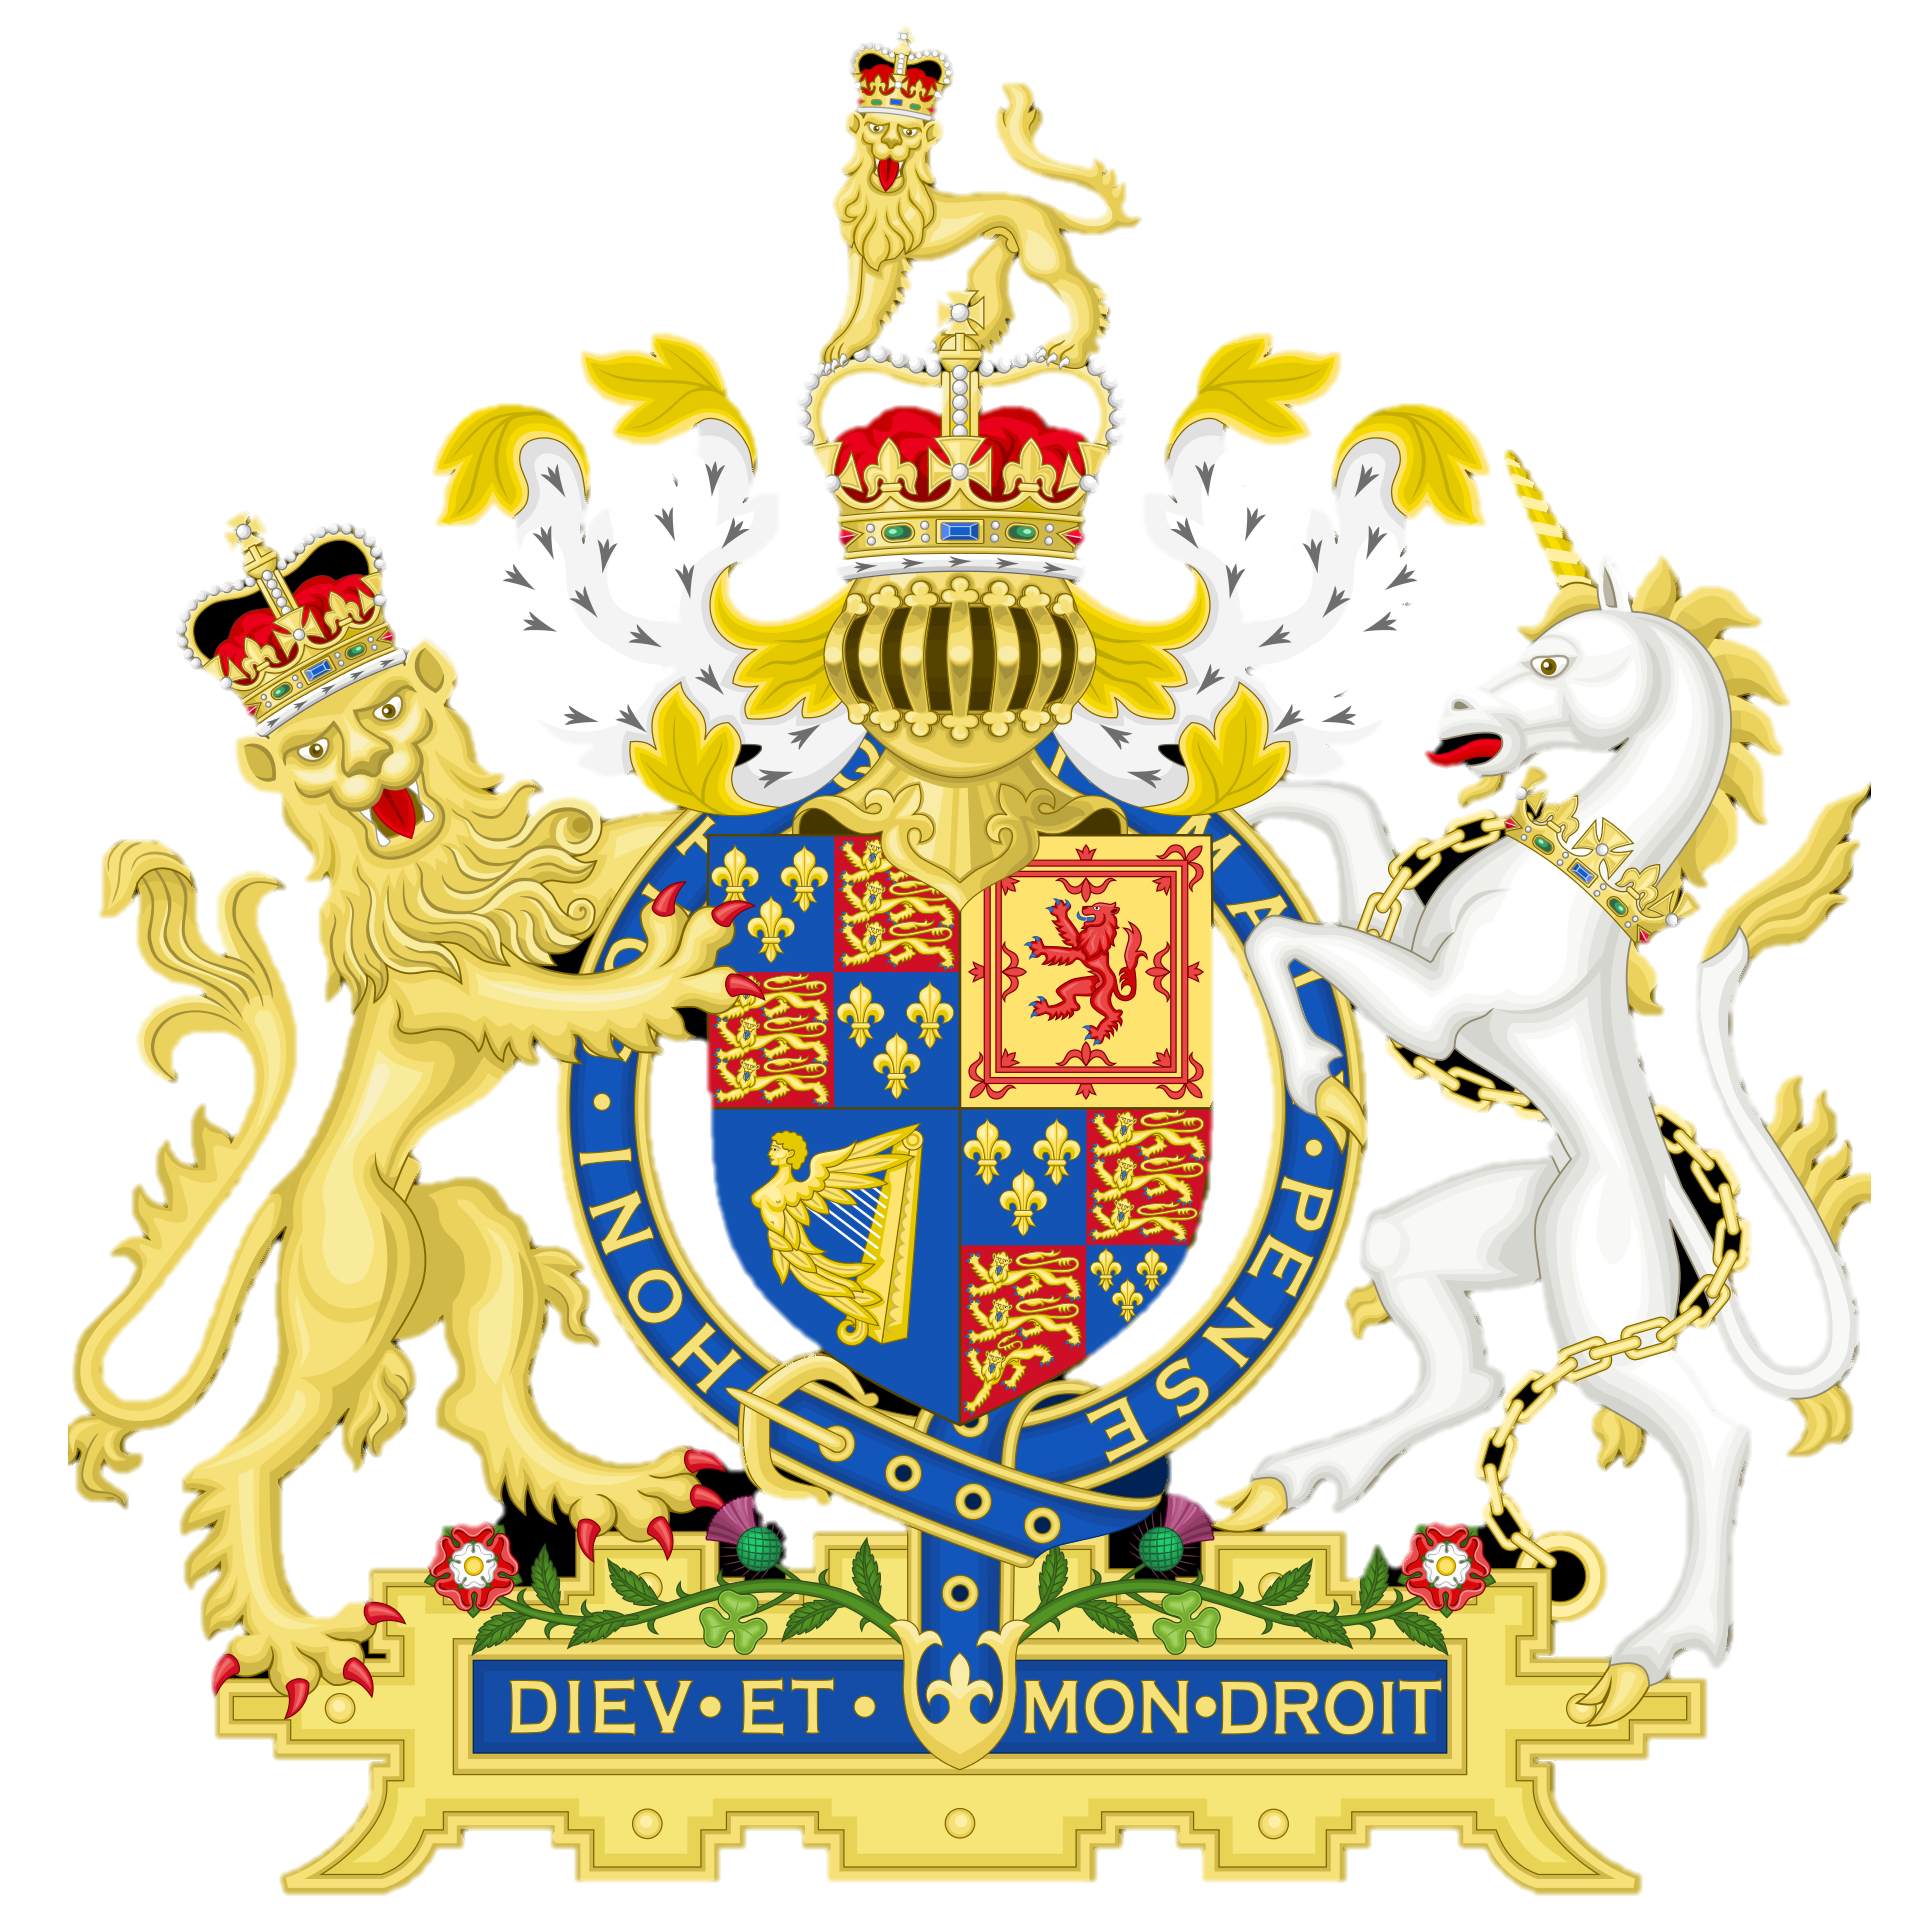 HONI · PENSE
DIEV · ET · MON · DROIT